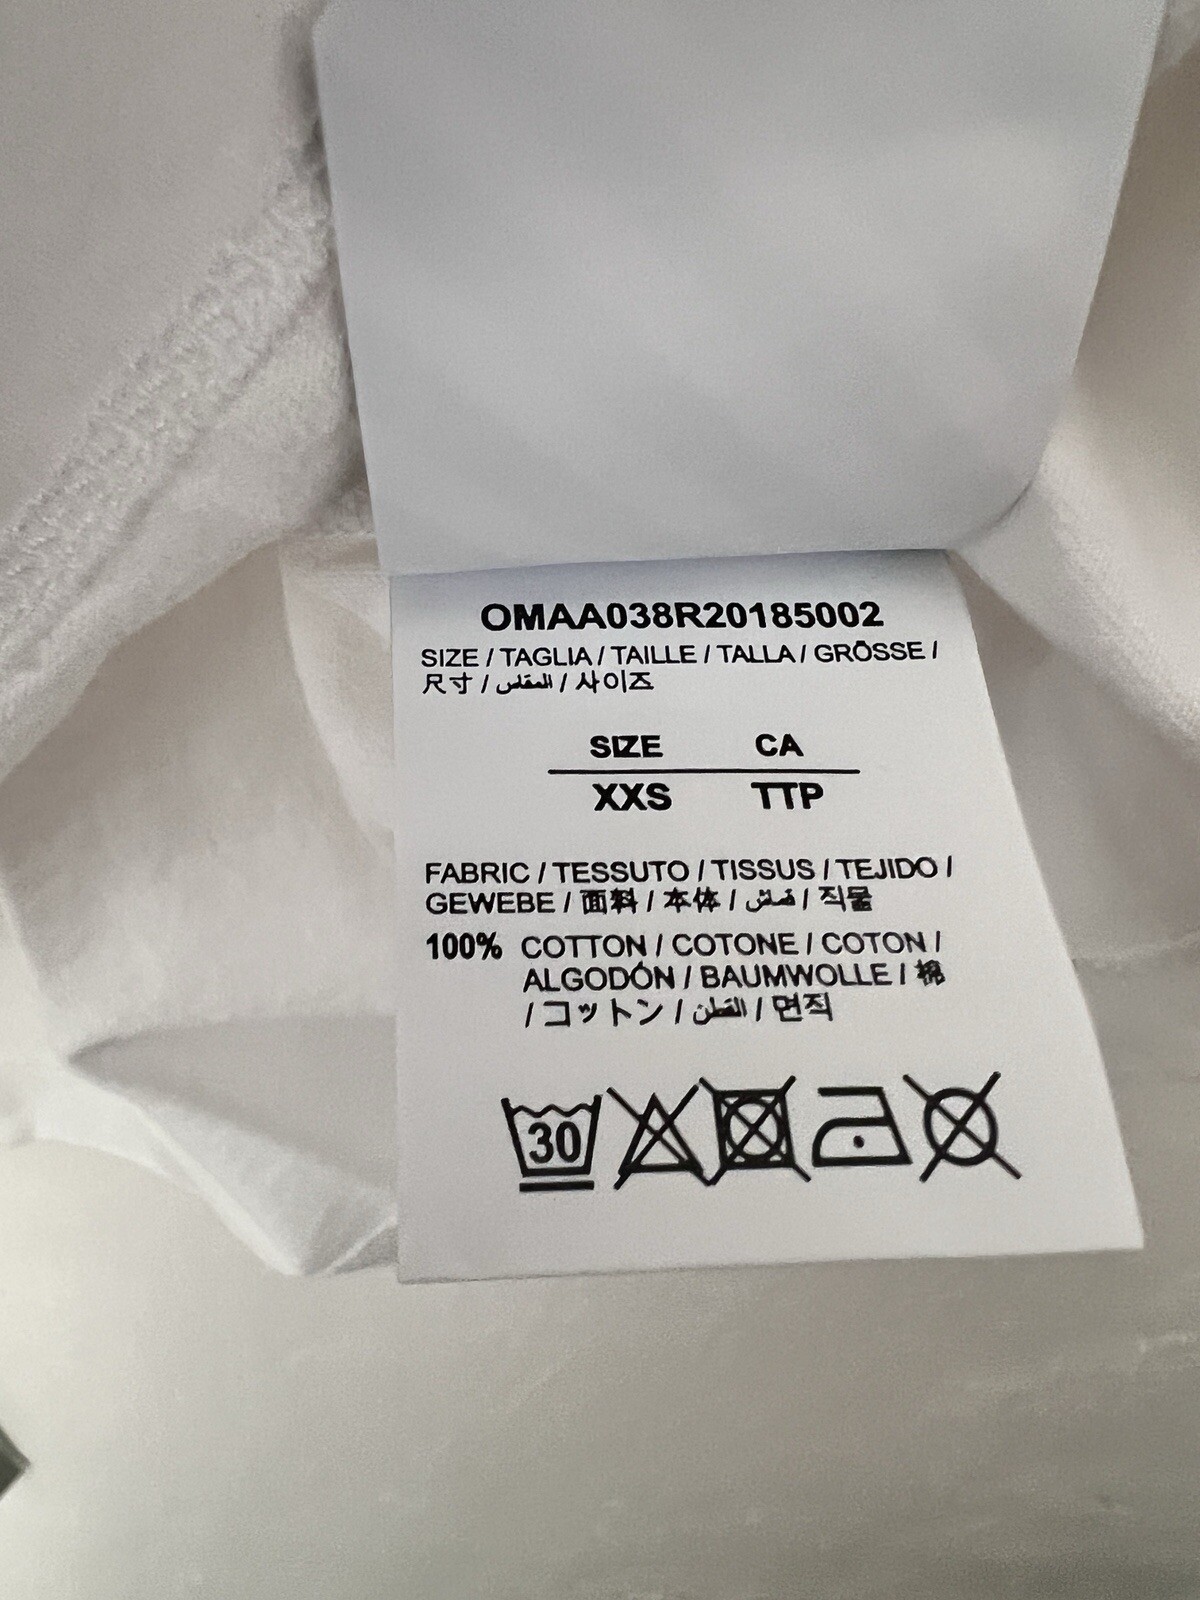 OMAA038R20185002
SIZE / TAGLIA / TAILLE / TALLA / GRÖSSE /
尺寸 / المقاس / 사이즈
SIZE CA
XXS TTP
FABRIC / TESSUTO / TISSUS / TEJIDO /
GEWEBE / 面料 / 本体 / قماش / 직물
100% COTTON / COTONE / COTON /
ALGODÓN / BAUMWOLLE / 棉
/ コットン / القطن / 면직
30